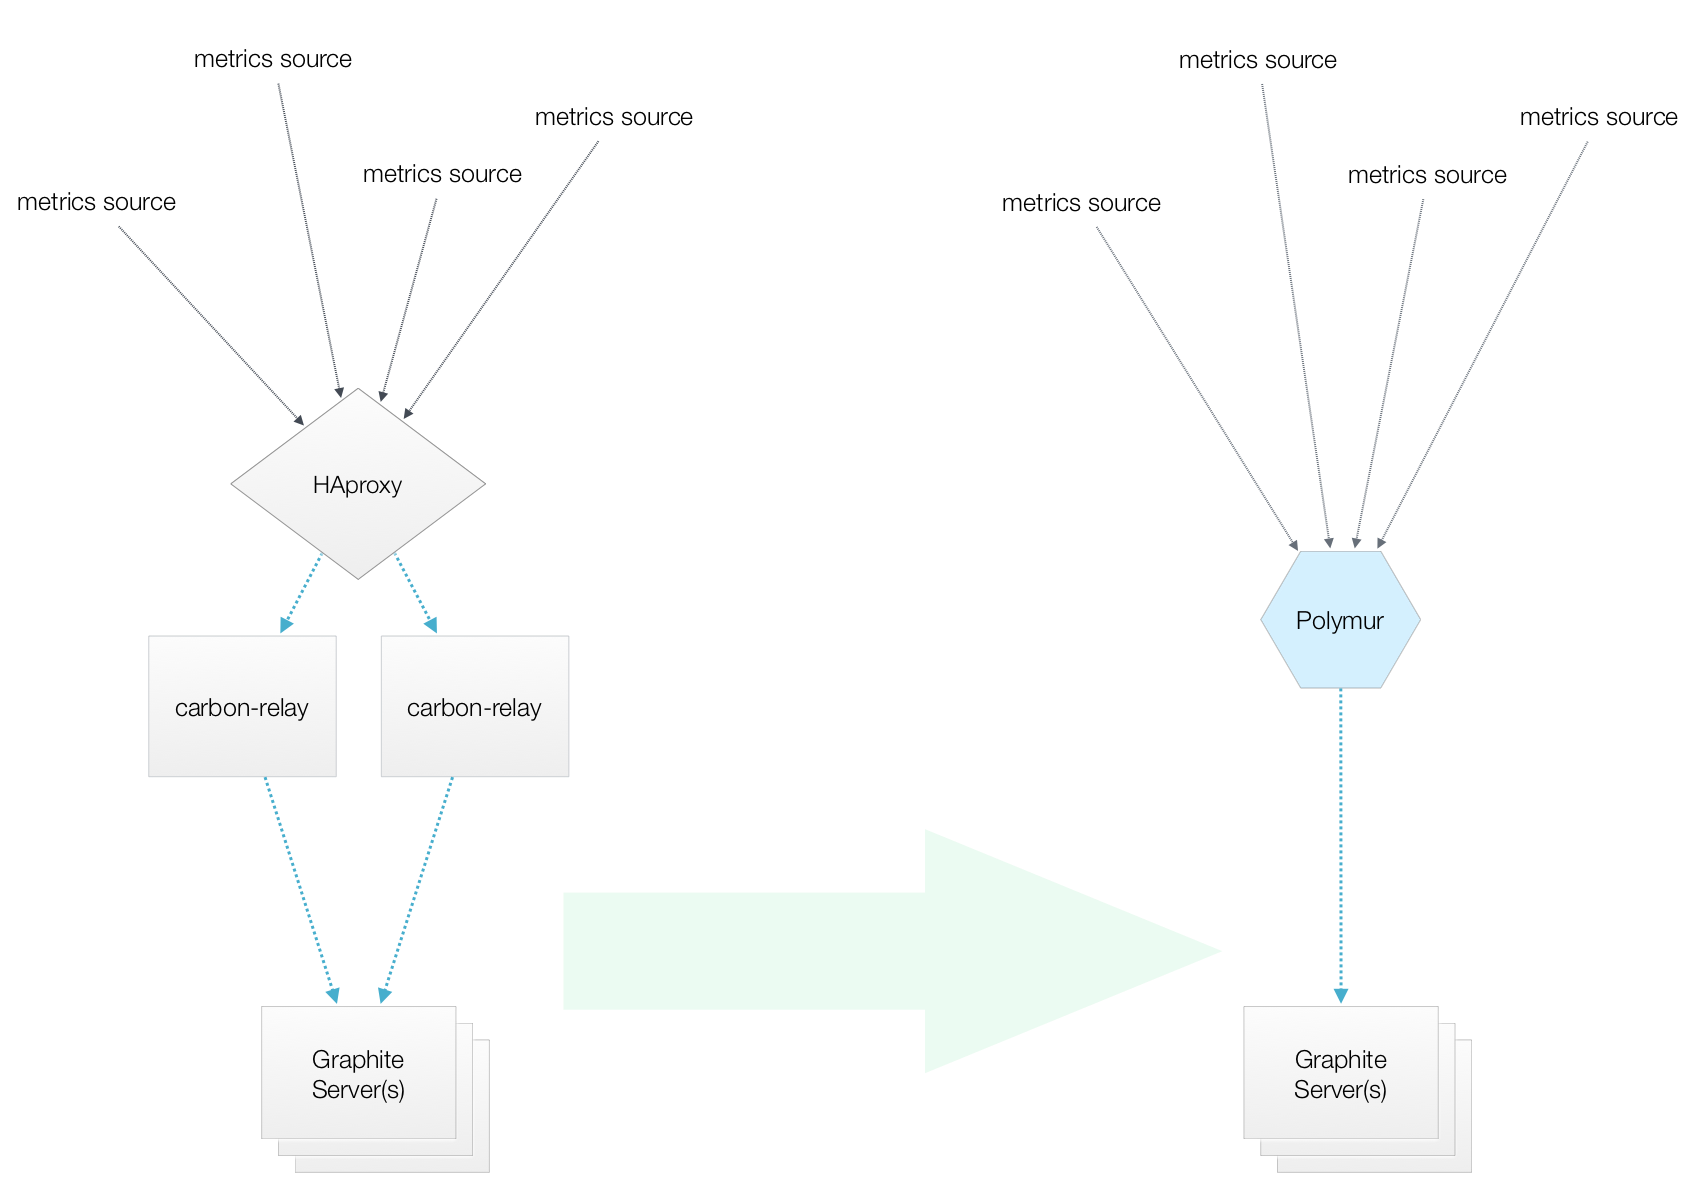 metrics source
metrics source
metrics source
metrics source
HAproxy
carbon-relay
carbon-relay
Graphite
Server(s)
metrics source
metrics source
metrics source
metrics source
Polymur
Graphite
Server(s)